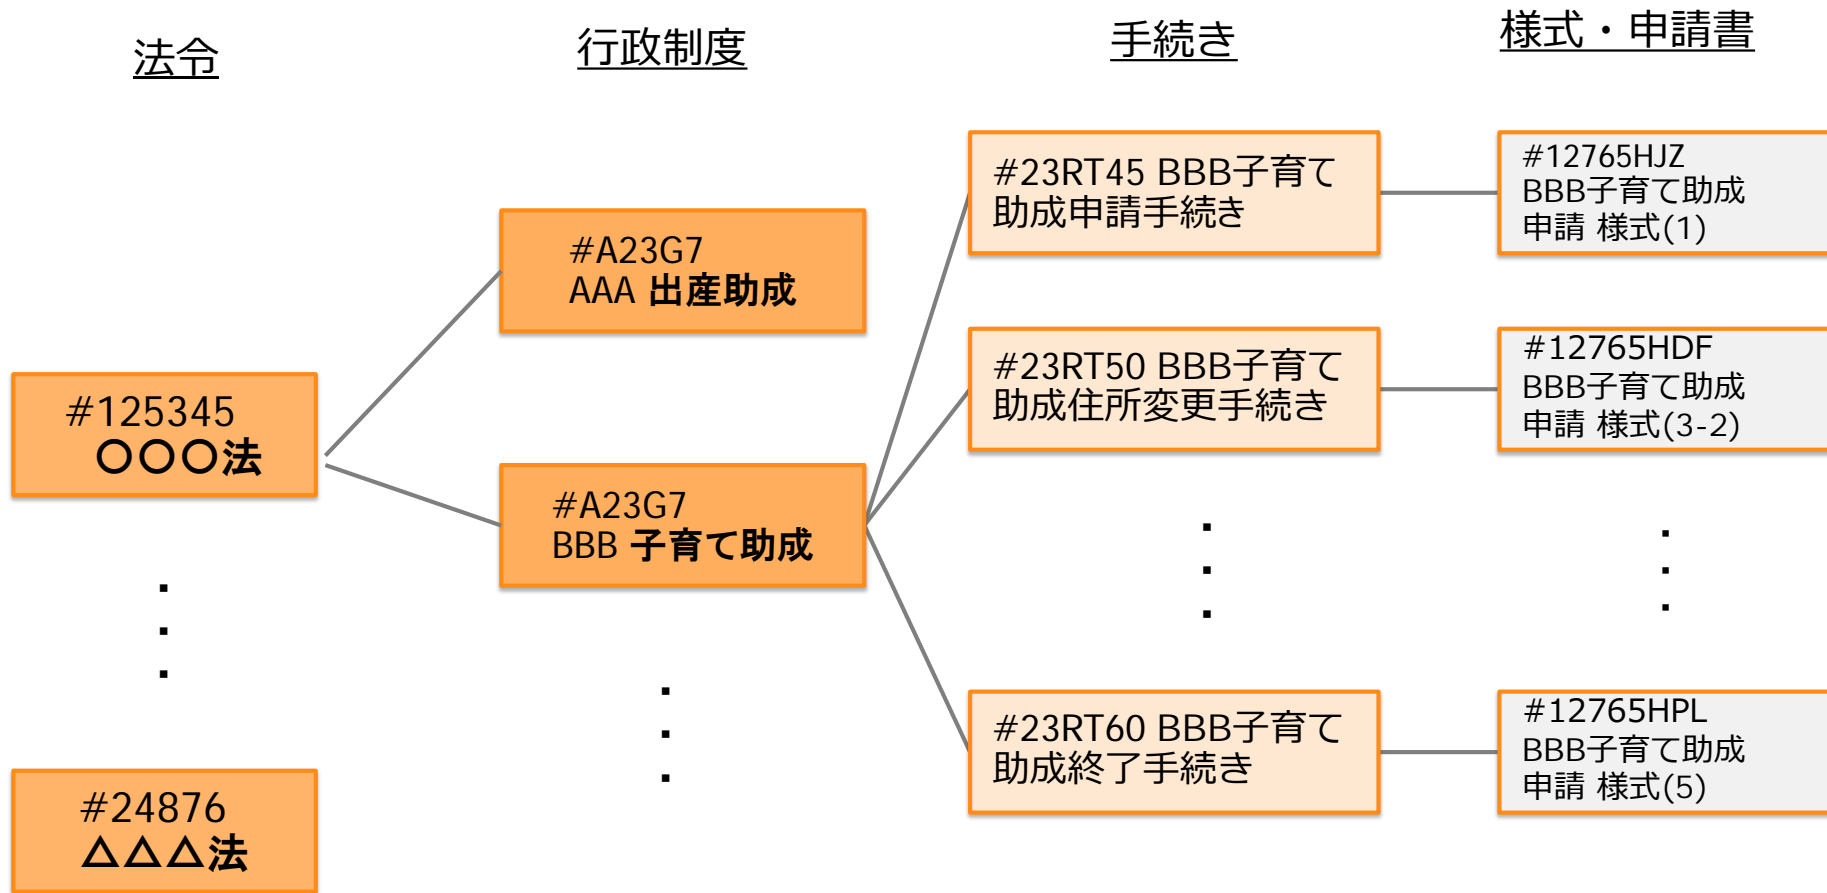 法令
行政制度
手続き
様式・申請書
#125345
〇〇〇法
・
・
・
#24876
△△△法
#A23G7
AAA 出産助成
#A23G7
BBB 子育て助成
・
・
・
#23RT45 BBB子育て
助成申請手続き
#23RT50 BBB子育て
助成住所変更手続き
・
・
・
#23RT60 BBB子育て
助成終了手続き
#12765HJZ
BBB子育て助成
申請 様式(1)
#12765HDF
BBB子育て助成
申請 様式(3-2)
・
・
・
#12765HPL
BBB子育て助成
申請 様式(5)